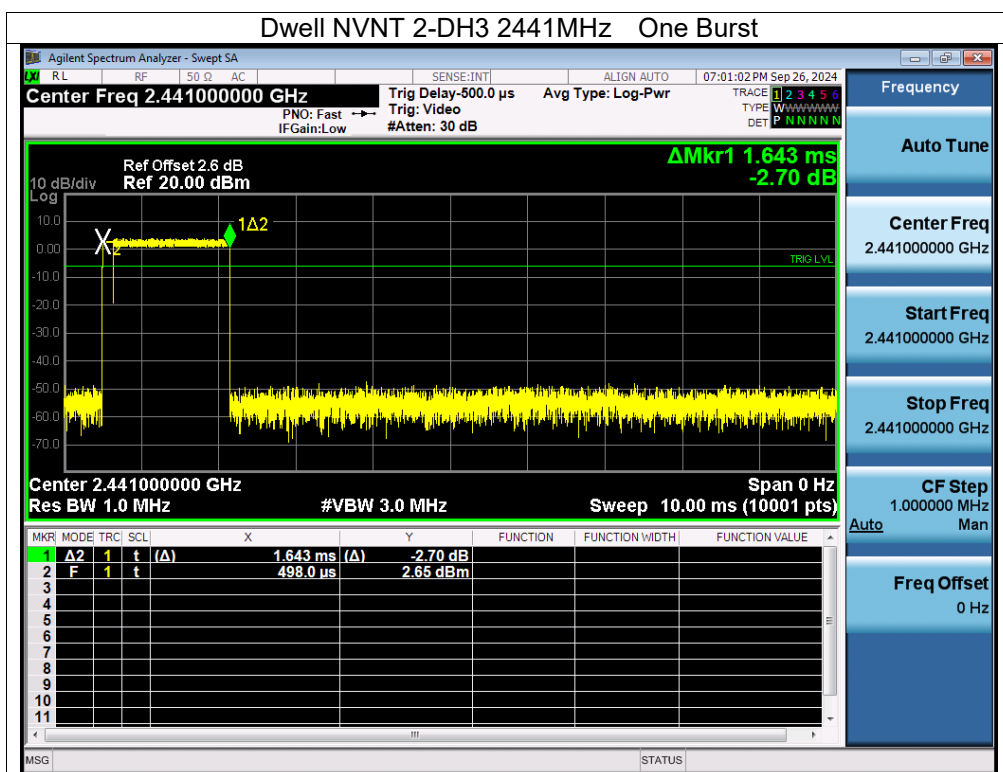 Dwell NVNT 2-DH3 2441MHz One Burst
Agilent Spectrum Analyzer - Swept SA
LXI RL RF 50 Ω AC SENSE:INT ALIGN AUTO 07:01:02 PM Sep 26, 2024
Center Freq 2.441000000 GHz Trig Delay-500.0 µs Avg Type: Log-Pwr TRACE 1 2 3 4 5 6
PNO: Fast Trig: Video TYPE WWWWWW
IFGain:Low #Atten: 30 dB DET P NNNNN
ΔMkr1 1.643 ms
-2.70 dB
Ref Offset 2.6 dB
10 dB/div Ref 20.00 dBm
Log
10.0
1Δ2
2
0.00
TRIG LVL
-10.0
-20.0
-30.0
-40.0
-50.0
-60.0
-70.0
Center 2.441000000 GHz Span 0 Hz
Res BW 1.0 MHz #VBW 3.0 MHz Sweep 10.00 ms (10001 pts)
MKR MODE TRC SCL X Y FUNCTION FUNCTION WIDTH FUNCTION VALUE
1 Δ2 1 t (Δ) 1.643 ms (Δ) -2.70 dB
2 F 1 t 498.0 µs 2.65 dBm
3
4
5
6
7
8
9
10
11
MSG STATUS
Frequency
Auto Tune
Center Freq
2.441000000 GHz
Start Freq
2.441000000 GHz
Stop Freq
2.441000000 GHz
CF Step
1.000000 MHz
Auto Man
Freq Offset
0 Hz